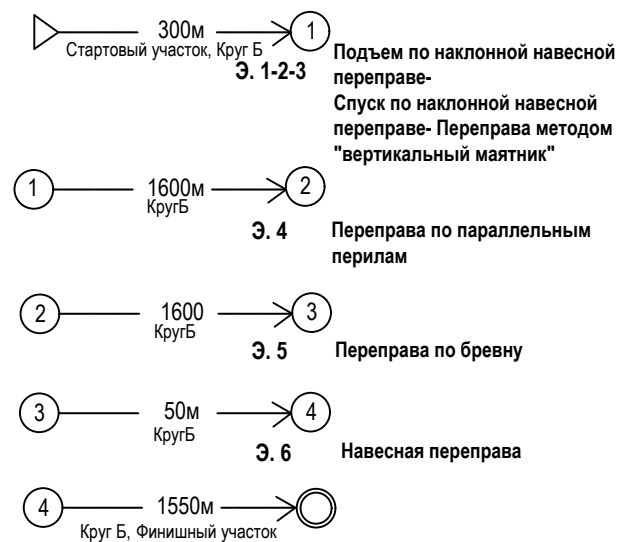 300м
1
Стартовый участок, Круг Б
Э. 1-2-3
Подъем по наклонной навесной
переправе-
Спуск по наклонной навесной
переправе- Переправа методом
"вертикальный маятник"
1
1600м
2
КругБ
Э. 4
Переправа по параллельным
перилам
2
1600
3
КругБ
Э. 5
Переправа по бревну
3
50м
4
КругБ
Э. 6
Навесная переправа
4
1550м
Круг Б, Финишный участок